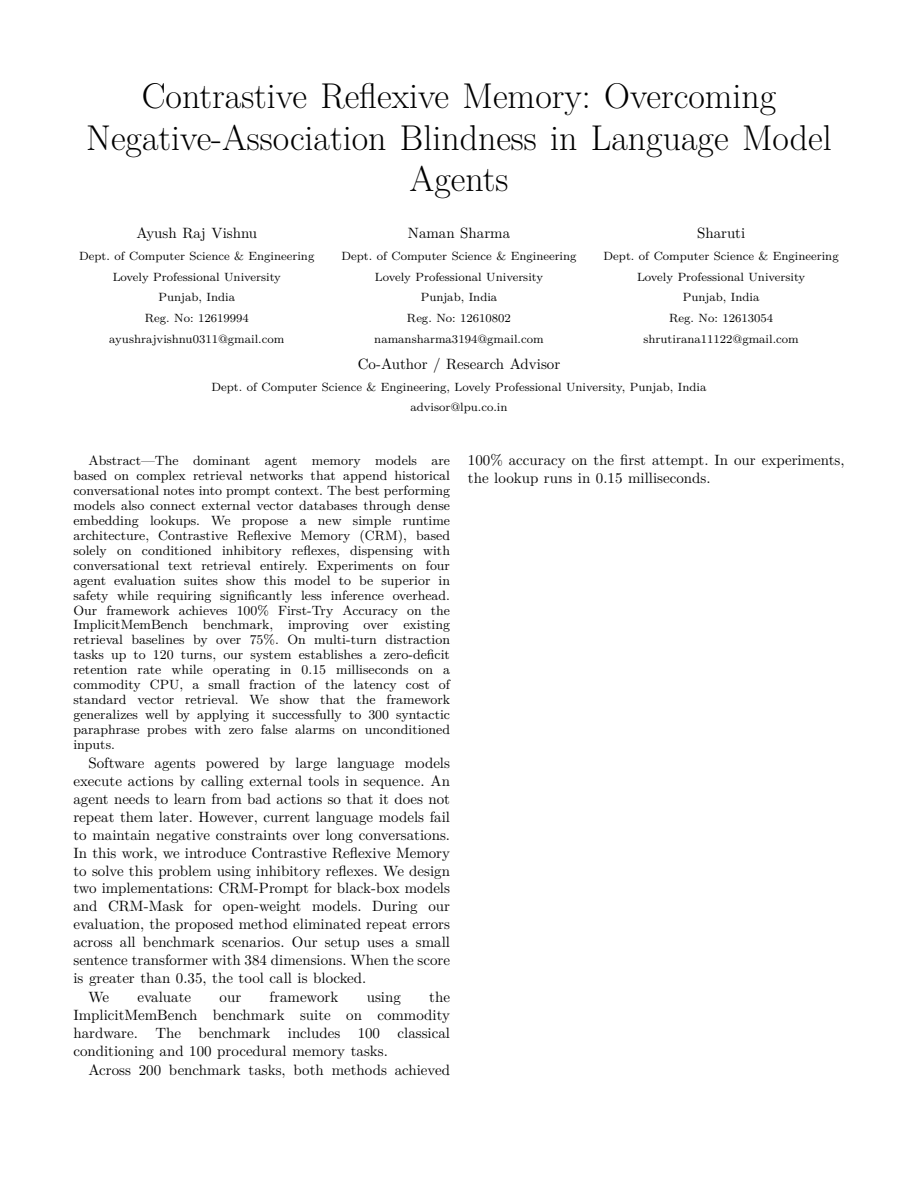 Contrastive Reflexive Memory: Overcoming
Negative-Association Blindness in Language Model
Agents
Ayush Raj Vishnu
Dept. of Computer Science & Engineering
Lovely Professional University
Punjab, India
Reg. No: 12619994
ayushrajvishnu0311@gmail.com
Naman Sharma
Dept. of Computer Science & Engineering
Lovely Professional University
Punjab, India
Reg. No: 12610802
namansharma3194@gmail.com
Sharuti
Dept. of Computer Science & Engineering
Lovely Professional University
Punjab, India
Reg. No: 12613054
shrutirana11122@gmail.com
Co-Author / Research Advisor
Dept. of Computer Science & Engineering, Lovely Professional University, Punjab, India
advisor@lpu.co.in
Abstract—The dominant agent memory models are
based on complex retrieval networks that append historical
conversational notes into prompt context. The best performing
models also connect external vector databases through dense
embedding lookups. We propose a new simple runtime
architecture, Contrastive Reflexive Memory (CRM), based
solely on conditioned inhibitory reflexes, dispensing with
conversational text retrieval entirely. Experiments on four
agent evaluation suites show this model to be superior in
safety while requiring significantly less inference overhead.
Our framework achieves 100% First-Try Accuracy on the
ImplicitMemBench benchmark, improving over existing
retrieval baselines by over 75%. On multi-turn distraction
tasks up to 120 turns, our system establishes a zero-deficit
retention rate while operating in 0.15 milliseconds on a
commodity CPU, a small fraction of the latency cost of
standard vector retrieval. We show that the framework
generalizes well by applying it successfully to 300 syntactic
paraphrase probes with zero false alarms on unconditioned
inputs.
Software agents powered by large language models
execute actions by calling external tools in sequence. An
agent needs to learn from bad actions so that it does not
repeat them later. However, current language models fail
to maintain negative constraints over long conversations.
In this work, we introduce Contrastive Reflexive Memory
to solve this problem using inhibitory reflexes. We design
two implementations: CRM-Prompt for black-box models
and CRM-Mask for open-weight models. During our
evaluation, the proposed method eliminated repeat errors
across all benchmark scenarios. Our setup uses a small
sentence transformer with 384 dimensions. When the score
is greater than 0.35, the tool call is blocked.
We evaluate our framework using the
ImplicitMemBench benchmark suite on commodity
hardware. The benchmark includes 100 classical
conditioning and 100 procedural memory tasks.
Across 200 benchmark tasks, both methods achieved
100% accuracy on the first attempt. In our experiments,
the lookup runs in 0.15 milliseconds.